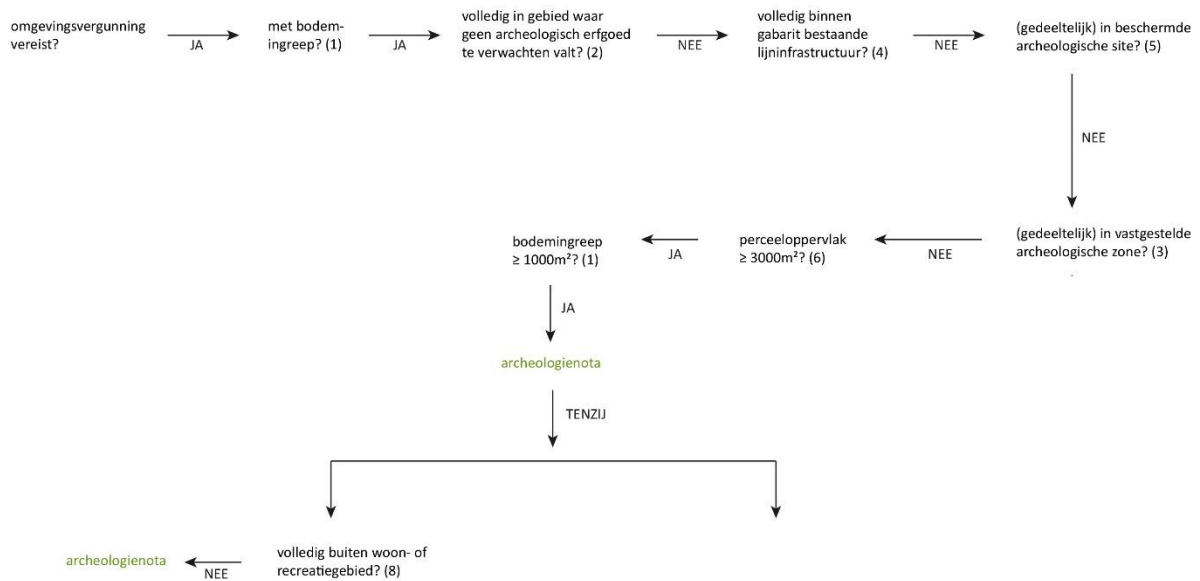 omgevingsvergunning
vereist?
JA
met bodem-
ingreep? (1)
JA
volledig in gebied waar
geen archeologisch erfgoed
te verwachten valt? (2)
NEE
volledig binnen
gabarit bestaande
lijninfrastructuur? (4)
NEE
(gedeeltelijk) in beschermde
archeologische site? (5)
NEE
(gedeeltelijk) in vastgestelde
archeologische zone? (3)
NEE
perceeloppervlak
≥ 3000m²? (6)
JA
bodemingreep
≥ 1000m²? (1)
JA
archeologienota
TENZIJ
volledig buiten woon- of
recreatiegebied? (8)
NEE
archeologienota